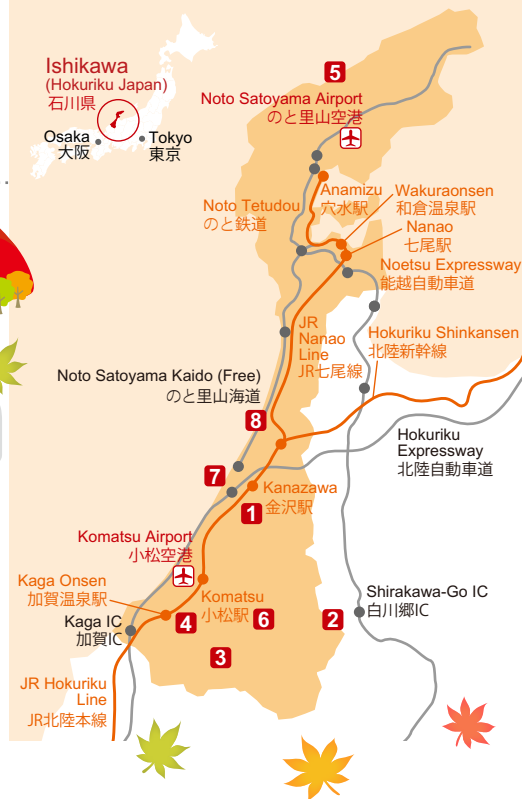 Ishikawa
(Hokuriku Japan)
石川県
Osaka
大阪
Tokyo
東京
5
Noto Satoyama Airport
のと里山空港
Noto Tetudou
のと鉄道
Anamizu
穴水駅
Wakuraonsen
和倉温泉駅
Nanao
七尾駅
Noetsu Expressway
能越自動車道
JR
Nanao
Line
JR七尾線
Hokuriku Shinkansen
北陸新幹線
Noto Satoyama Kaido (Free)
のと里山海道
8
Hokuriku
Expressway
北陸自動車道
7
Kanazawa
金沢駅
1
Komatsu Airport
小松空港
Kaga Onsen
加賀温泉駅
Komatsu
小松駅
Shirakawa-Go IC
白川郷IC
Kaga IC
加賀IC
4
6
2
3
JR Hokuriku
Line
JR北陸本線